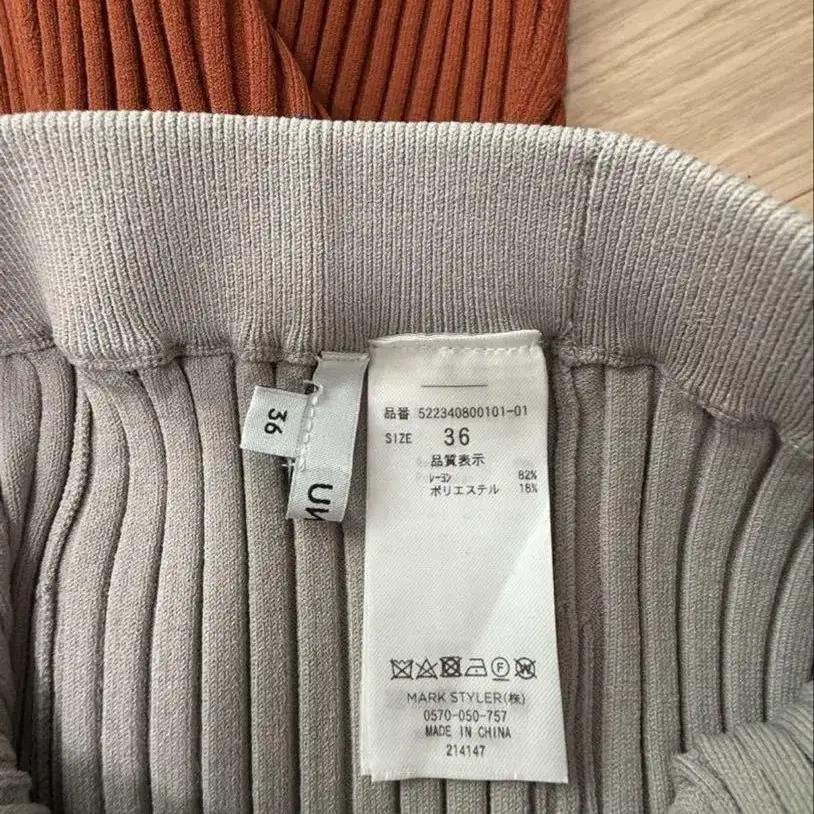 品番 522340800101-01
SIZE 36
品質表示
レーヨン 82%
ポリエステル 18%
MARK STYLER(株)
0570-050-757
MADE IN CHINA
214147
36